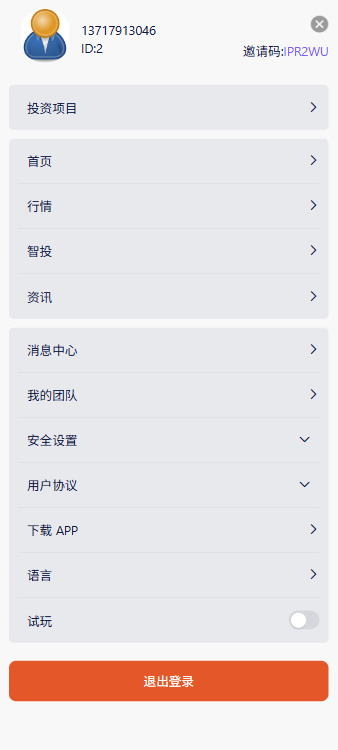 13717913046
ID:2
邀请码:IPR2WU
投资项目
首页
行情
智投
资讯
消息中心
我的团队
安全设置
用户协议
下载 APP
语言
试玩
退出登录